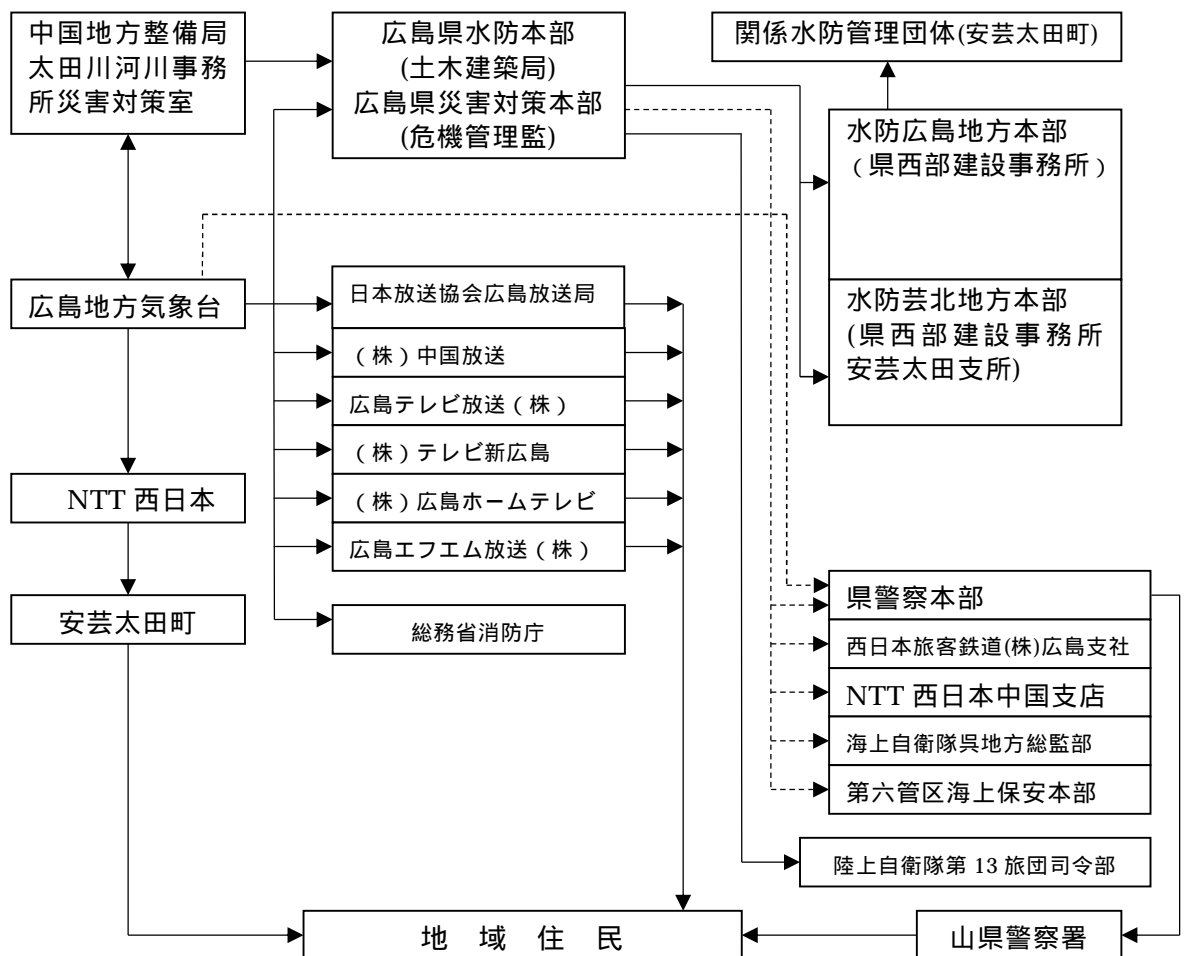 中国地方整備局
太田川河川事務
所災害対策室
広島県水防本部
(土木建築局)
広島県災害対策本部
(危機管理監)
関係水防管理団体(安芸太田町)
水防広島地方本部
(県西部建設事務所)
水防芸北地方本部
(県西部建設事務所
安芸太田支所)
広島地方気象台
日本放送協会広島放送局
(株)中国放送
広島テレビ放送(株)
(株)テレビ新広島
(株)広島ホームテレビ
広島エフエム放送(株)
総務省消防庁
NTT 西日本
安芸太田町
県警察本部
西日本旅客鉄道(株)広島支社
NTT 西日本中国支店
海上自衛隊呉地方総監部
第六管区海上保安本部
陸上自衛隊第 13 旅団司令部
地 域 住 民
山県警察署